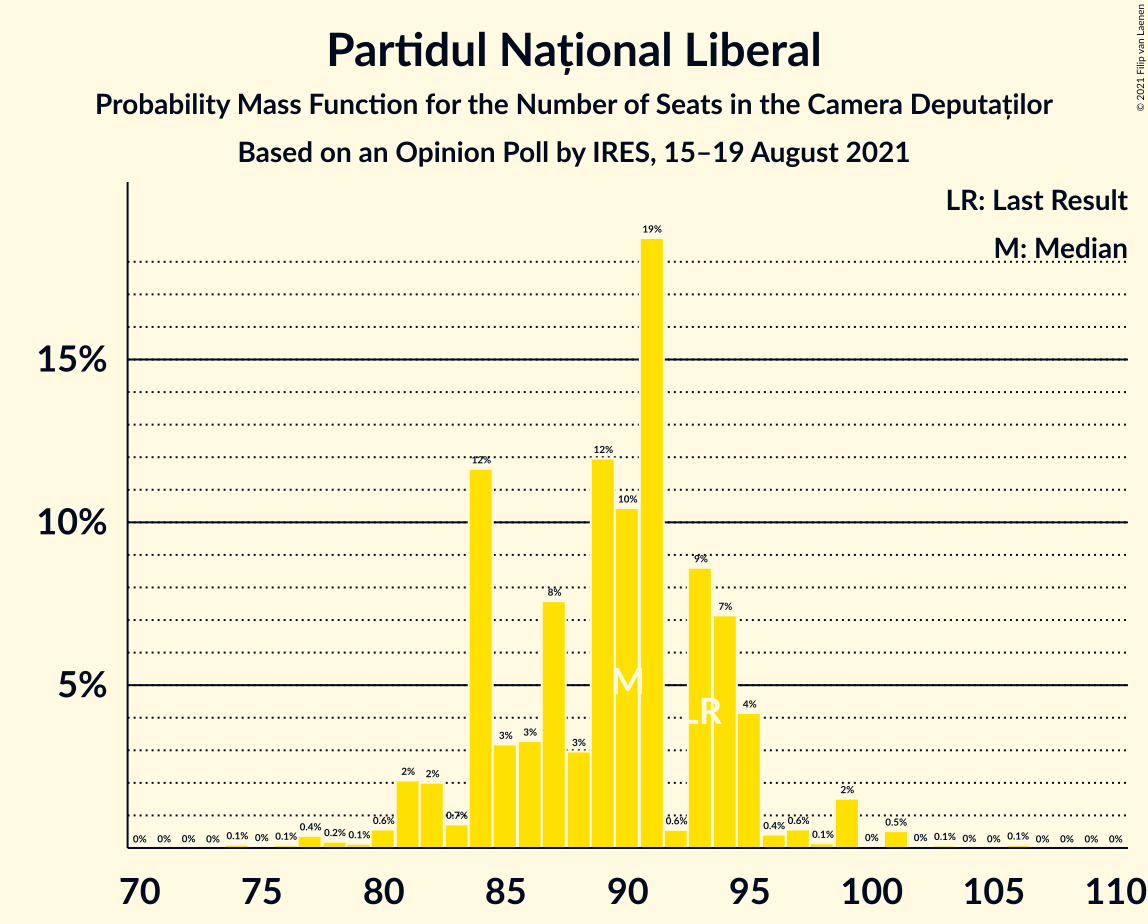 Partidul Național Liberal
Probability Mass Function for the Number of Seats in the Camera Deputaților
Based on an Opinion Poll by IRES, 15–19 August 2021
© 2021 Filip van Laenen
LR: Last Result
M: Median
15%
10%
5%
0% 0% 0% 0% 0.1% 0% 0.1% 0.4% 0.2% 0.1% 0.6% 2% 2% 0.7% 12% 3% 3% 8% 3% 12% 10% 19% 0.6% 9% 7% 4% 0.4% 0.6% 0.1% 2% 0% 0.5% 0% 0.1% 0% 0% 0.1% 0% 0% 0% 0%
M
LR
70 75 80 85 90 95 100 105 110